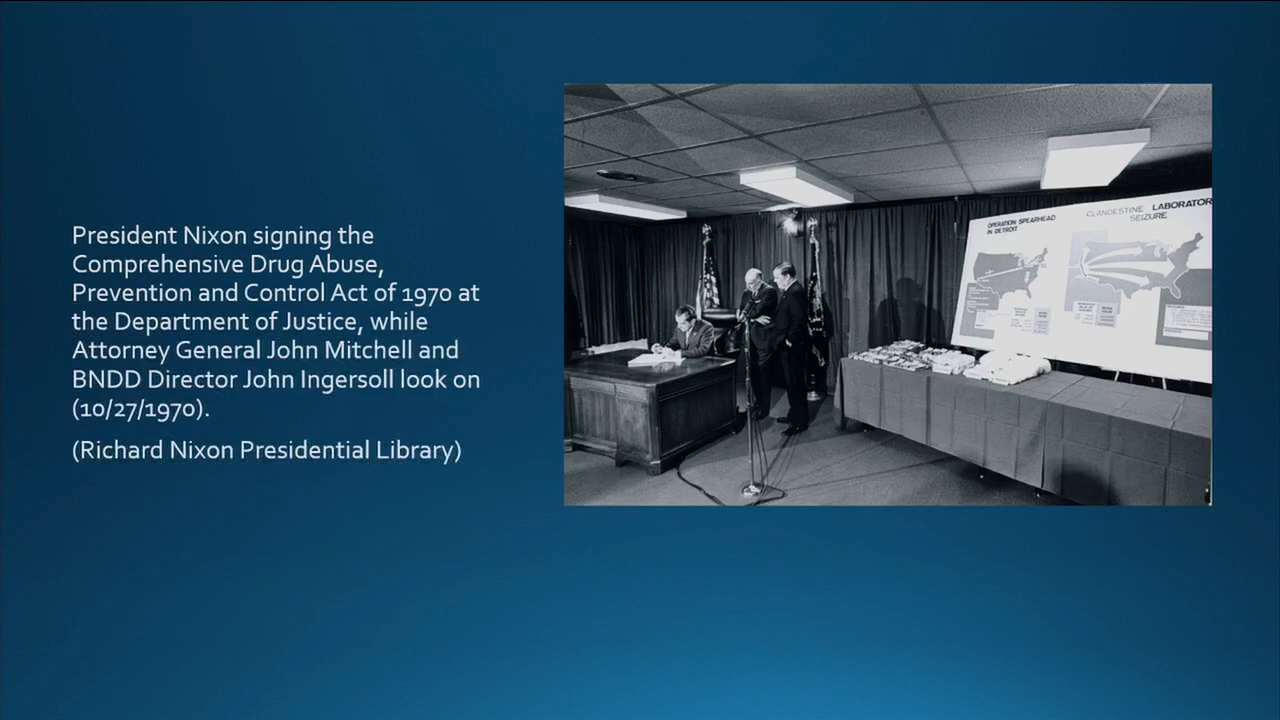 President Nixon signing the
Comprehensive Drug Abuse,
Prevention and Control Act of 1970 at
the Department of Justice, while
Attorney General John Mitchell and
BNDD Director John Ingersoll look on
(10/27/1970).
(Richard Nixon Presidential Library)
OPERATION SPEARHEAD
IN DETROIT
CLANDESTINE LABORATOR
SEIZURE